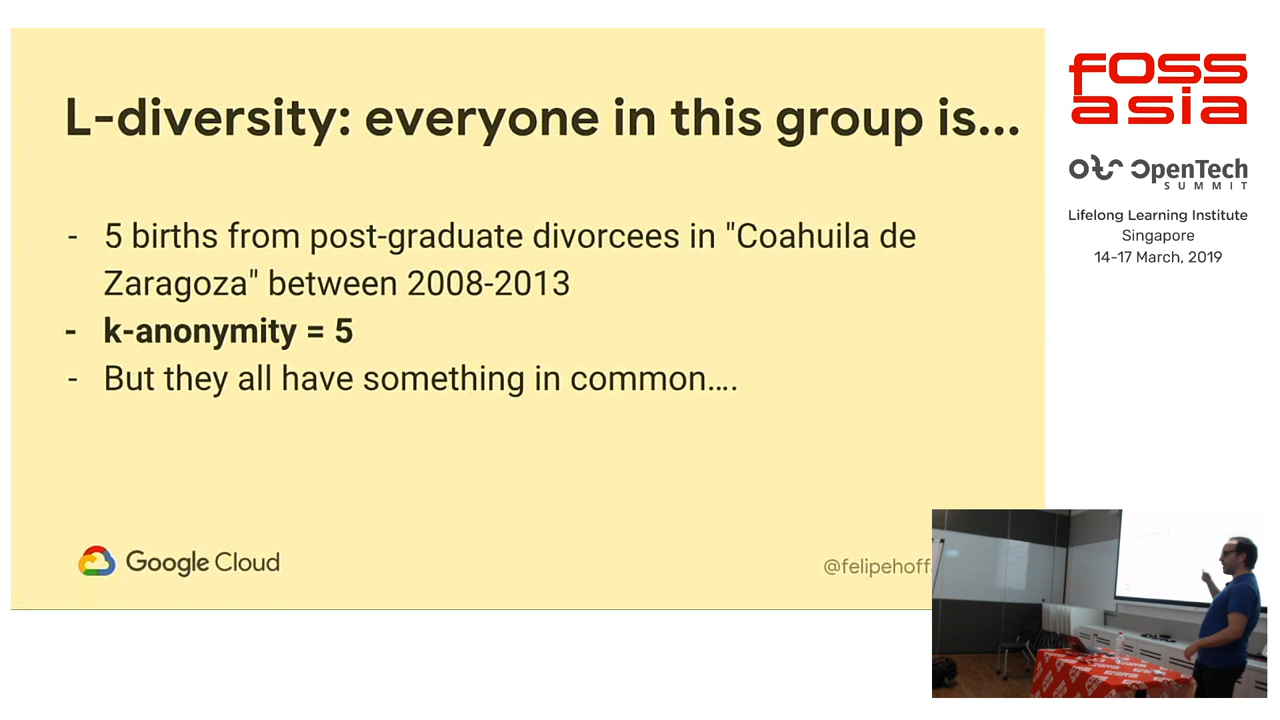 L-diversity: everyone in this group is...
- 5 births from post-graduate divorcees in "Coahuila de
Zaragoza" between 2008-2013
- k-anonymity = 5
- But they all have something in common....
Google Cloud
@felipehoff
foss
asia
OpenTech
SUMMIT
Lifelong Learning Institute
Singapore
14-17 March, 2019